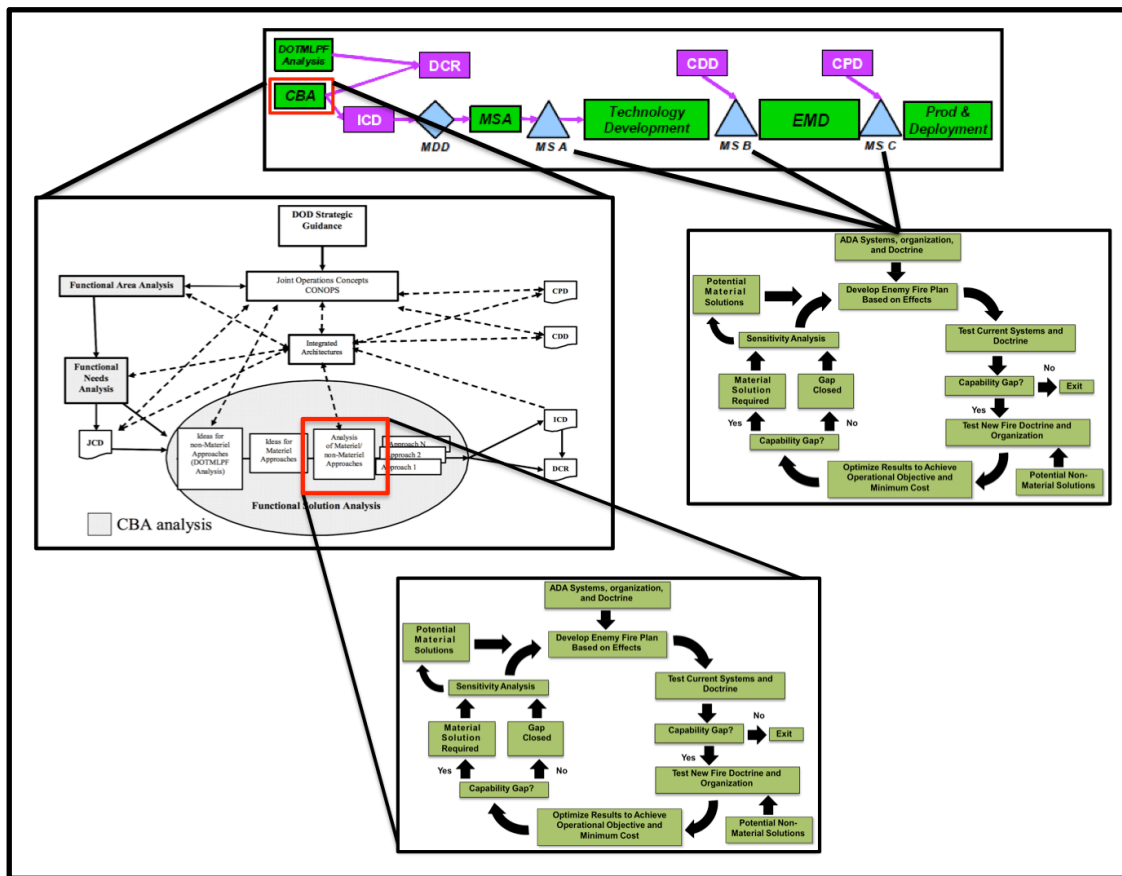 DOTMLPF
Analysis
DCR
CDD
CPD
CBA
ICD
MDD
MSA
MS A
Technology
Development
MS B
EMD
MS C
Prod &
Deployment
DOD Strategic
Guidance
Functional Area Analysis
Joint Operations Concepts
CONOPS
CPD
Integrated
Architectures
CDD
Functional
Needs
Analysis
JCD
Ideas for
non-Materiel
Approaches
(DOTMLPF
Analysis)
Ideas for
Materiel
Approaches
Analysis
of Materiel/
non-Materiel
Approaches
Approach N
Approach 2
Approach 1
ICD
DCR
Functional Solution Analysis
CBA analysis
ADA Systems, organization,
and Doctrine
Potential
Material
Solutions
Develop Enemy Fire Plan
Based on Effects
Sensitivity Analysis
Test Current Systems and
Doctrine
Material
Solution
Required
Gap
Closed
Capability Gap?
No
Exit
Yes
Yes
No
Test New Fire Doctrine and
Organization
Capability Gap?
Optimize Results to Achieve
Operational Objective and
Minimum Cost
Potential Non-
Material Solutions
ADA Systems, organization,
and Doctrine
Potential
Material
Solutions
Develop Enemy Fire Plan
Based on Effects
Sensitivity Analysis
Test Current Systems and
Doctrine
Material
Solution
Required
Gap
Closed
Capability Gap?
No
Exit
Yes
Yes
No
Test New Fire Doctrine and
Organization
Capability Gap?
Optimize Results to Achieve
Operational Objective and
Minimum Cost
Potential Non-
Material Solutions